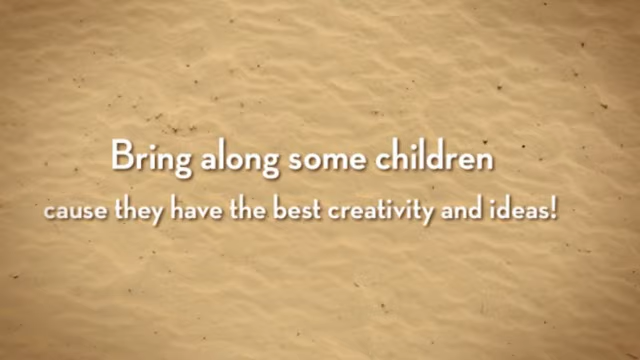 Bring along some children
cause they have the best creativity and ideas!